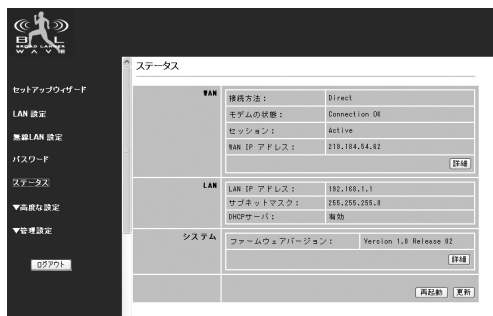 BROAD LANNER
WAVE
ステータス
セットアップウィザード
LAN 設定
無線LAN 設定
パスワード
ステータス
▼高度な設定
▼管理設定
ログアウト
WAN
接続方法： Direct
モデムの状態： Connection OK
セッション： Active
WAN IP アドレス： 219.184.54.62
詳細
LAN
LAN IP アドレス： 192.168.1.1
サブネットマスク： 255.255.255.0
DHCPサーバ： 有効
システム
ファームウェアバージョン： Version 1.0 Release 02
詳細
再起動 更新